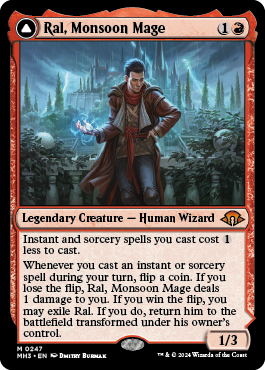 Ral, Monsoon Mage 1
Legendary Creature — Human Wizard
Instant and sorcery spells you cast cost 1
less to cast.
Whenever you cast an instant or sorcery
spell during your turn, flip a coin. If you
lose the flip, Ral, Monsoon Mage deals
1 damage to you. If you win the flip, you
may exile Ral. If you do, return him to the
battlefield transformed under his owner's
control.
1/3
M 0247
MH3 • EN Dmitry Burmak
™ & © 2024 Wizards of the Coast